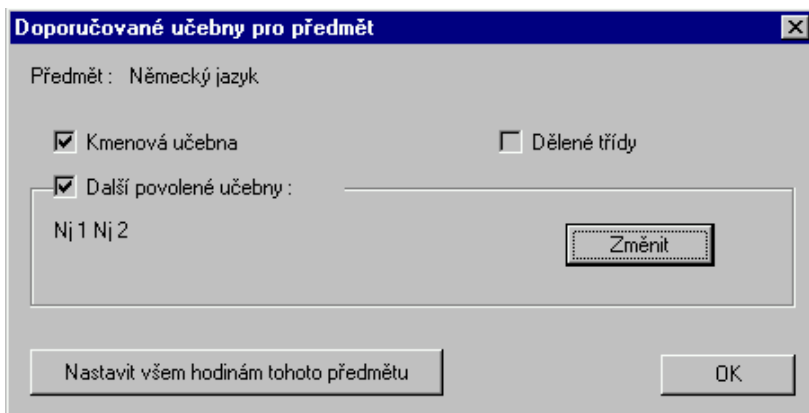 Doporučované učebny pro předmět
Předmět : Německý jazyk
Kmenová učebna
Dělené třídy
Další povolené učebny :
Nj 1 Nj 2
Změnit
Nastavit všem hodinám tohoto předmětu
OK